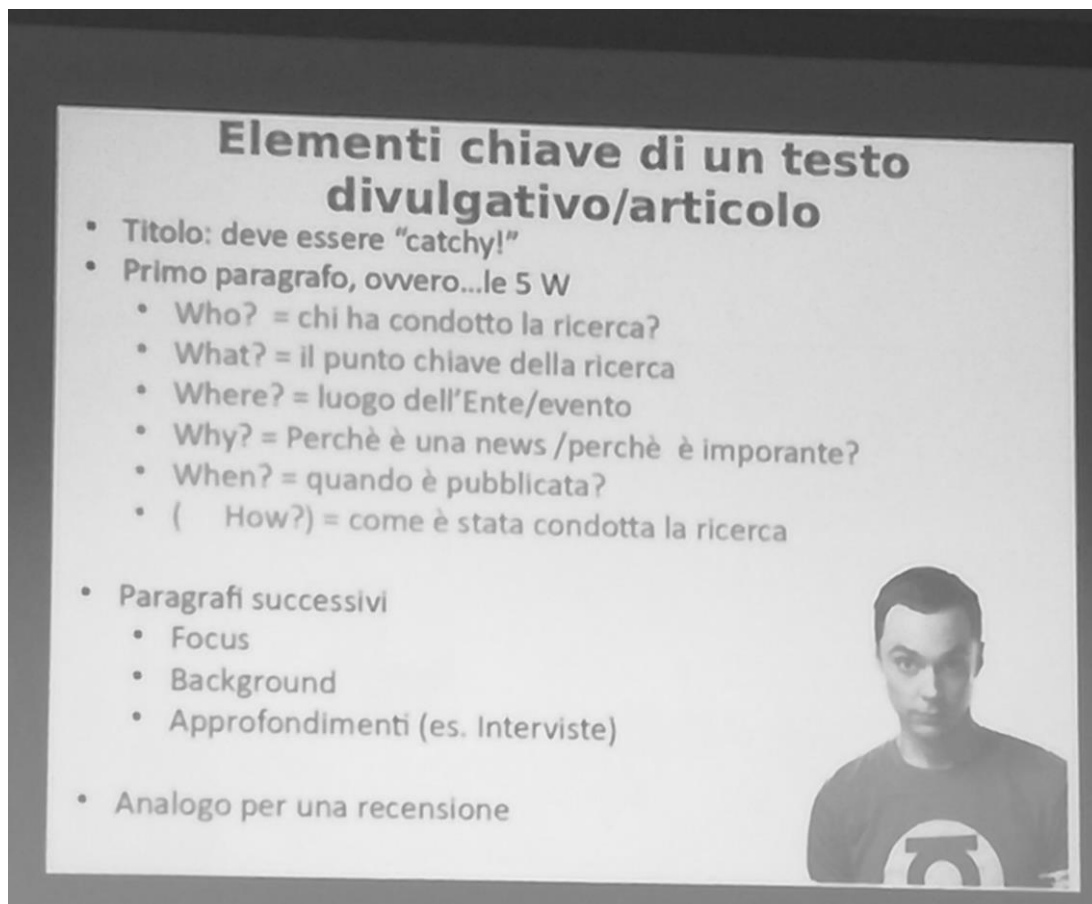 Elementi chiave di un testo
divulgativo/articolo
• Titolo: deve essere “catchy!”
• Primo paragrafo, ovvero...le 5 W
• Who? = chi ha condotto la ricerca?
• What? = il punto chiave della ricerca
• Where? = luogo dell'Ente/evento
• Why? = Perchè è una news /perchè è imporante?
• When? = quando è pubblicata?
• ( How?) = come è stata condotta la ricerca
• Paragrafi successivi
• Focus
• Background
• Approfondimenti (es. Interviste)
• Analogo per una recensione